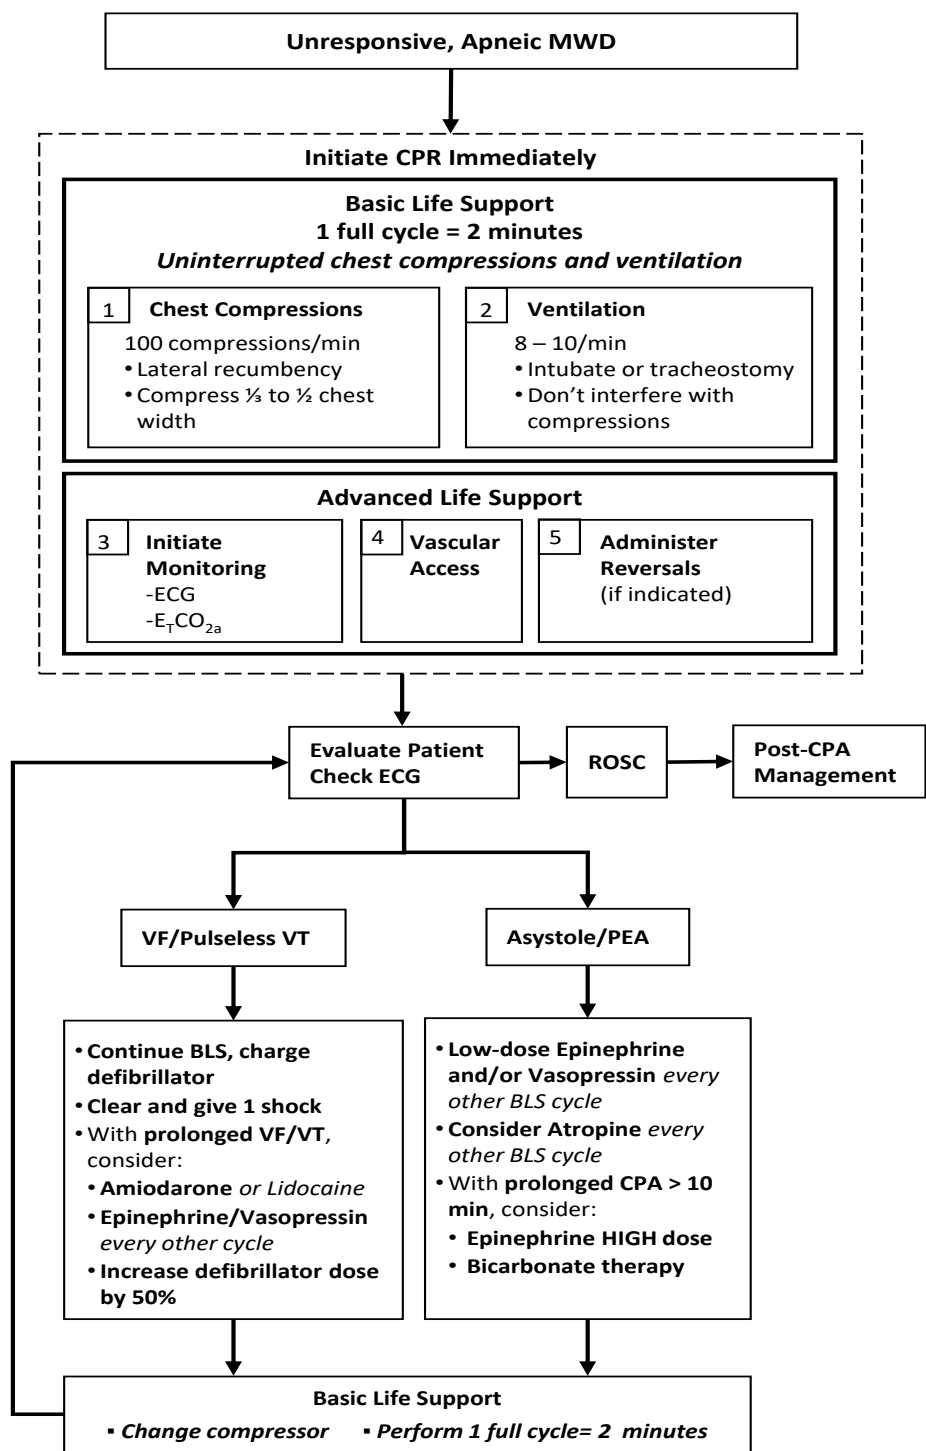 Unresponsive, Apneic MWD
Initiate CPR Immediately
Basic Life Support
1 full cycle = 2 minutes
Uninterrupted chest compressions and ventilation
1
Chest Compressions
100 compressions/min
• Lateral recumbency
• Compress ⅓ to ½ chest
width
2
Ventilation
8 – 10/min
• Intubate or tracheostomy
• Don’t interfere with
compressions
Advanced Life Support
3
Initiate
Monitoring
-ECG
-ETCO2a
4
Vascular
Access
5
Administer
Reversals
(if indicated)
Evaluate Patient
Check ECG
ROSC
Post-CPA
Management
VF/Pulseless VT
Asystole/PEA
• Continue BLS, charge
defibrillator
• Clear and give 1 shock
• With prolonged VF/VT,
consider:
• Amiodarone or Lidocaine
• Epinephrine/Vasopressin
every other cycle
• Increase defibrillator dose
by 50%
• Low-dose Epinephrine
and/or Vasopressin every
other BLS cycle
• Consider Atropine every
other BLS cycle
• With prolonged CPA > 10
min, consider:
• Epinephrine HIGH dose
• Bicarbonate therapy
Basic Life Support
▪ Change compressor ▪ Perform 1 full cycle= 2 minutes